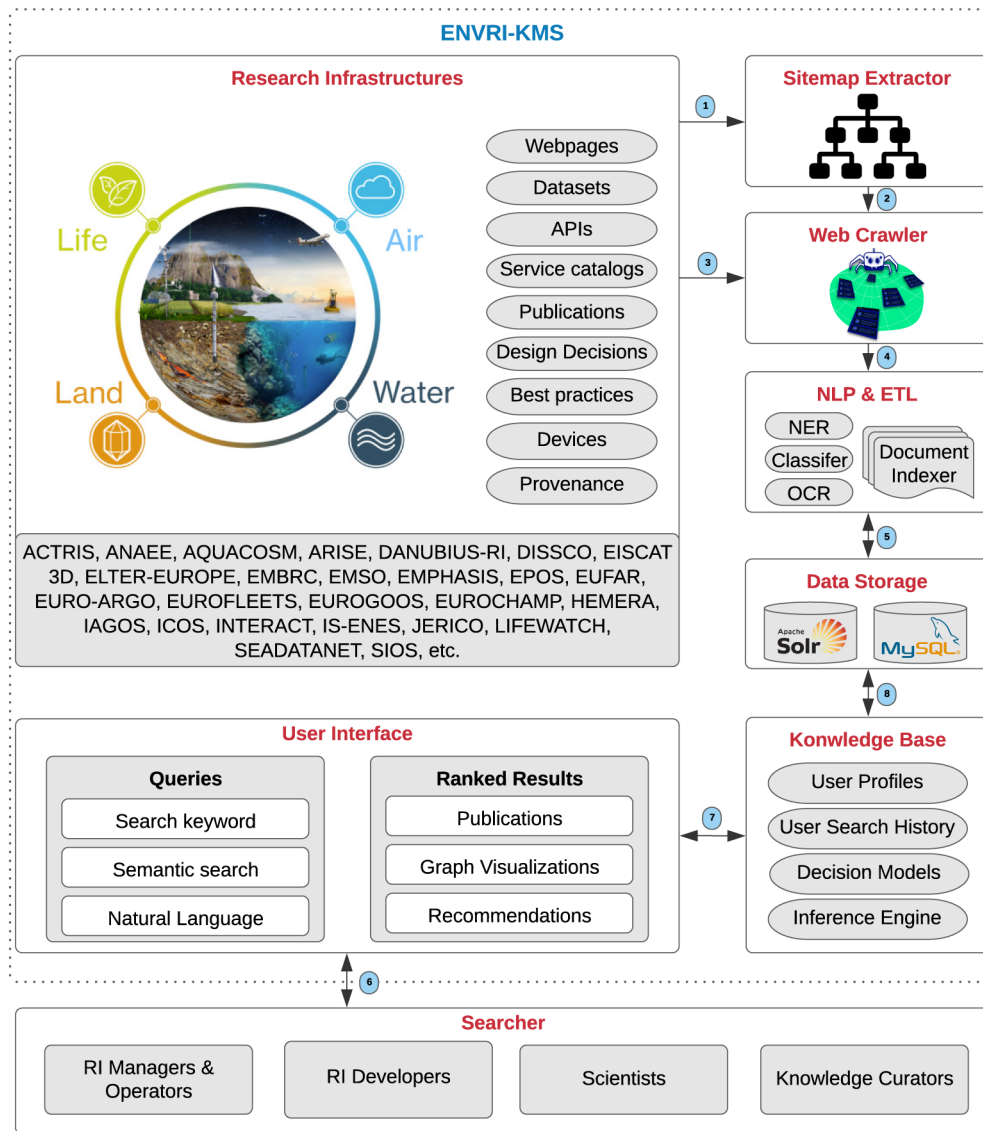 ENVRI-KMS
Research Infrastructures
Life
Air
Land
Water
Webpages
Datasets
APIs
Service catalogs
Publications
Design Decisions
Best practices
Devices
Provenance
ACTRIS, ANAEE, AQUACOSM, ARISE, DANUBIUS-RI, DISSCO, EISCAT
3D, ELTER-EUROPE, EMBRC, EMSO, EMPHASIS, EPOS, EUFAR,
EURO-ARGO, EUROFLEETS, EUROGOOS, EUROCHAMP, HEMERA,
IAGOS, ICOS, INTERACT, IS-ENES, JERICO, LIFEWATCH,
SEADATANET, SIOS, etc.
1
Sitemap Extractor
2
3
Web Crawler
4
NLP & ETL
NER
Classifer
OCR
Document
Indexer
5
Data Storage
Apache
Solr
MySQL
8
User Interface
Queries
Search keyword
Semantic search
Natural Language
Ranked Results
Publications
Graph Visualizations
Recommendations
7
Konwledge Base
User Profiles
User Search History
Decision Models
Inference Engine
6
Searcher
RI Managers &
Operators
RI Developers
Scientists
Knowledge Curators